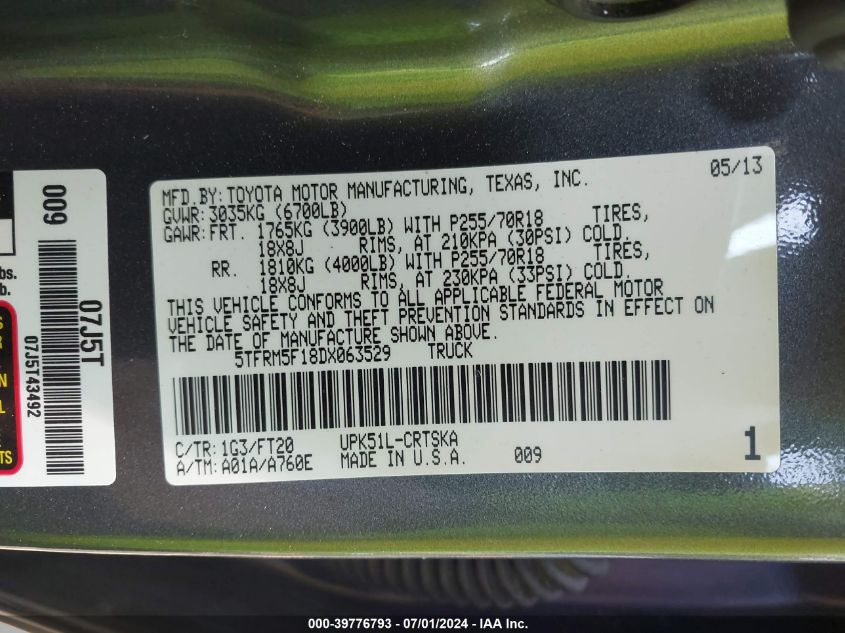 MFD.BY:TOYOTA MOTOR MANUFACTURING, TEXAS, INC. 05/13
GVWR:3035KG (6700LB)
GAWR:FRT. 1765KG (3900LB) WITH P255/70R18 TIRES,
18X8J RIMS, AT 210KPA (30PSI) COLD.
RR. 1810KG (4000LB) WITH P255/70R18 TIRES,
18X8J RIMS, AT 230KPA (33PSI) COLD.
THIS VEHICLE CONFORMS TO ALL APPLICABLE FEDERAL MOTOR
VEHICLE SAFETY AND THEFT PREVENTION STANDARDS IN EFFECT ON
THE DATE OF MANUFACTURE SHOWN ABOVE.
5TFRM5F18DX063529 TRUCK
C/TR:1G3/FT20 UPK51L-CRTSKA
A/TM:A01A/A760E MADE IN U.S.A. 009 1
009
07J5T
07J5T43492
bs.
b.
000-39776793 - 07/01/2024 - IAA Inc.